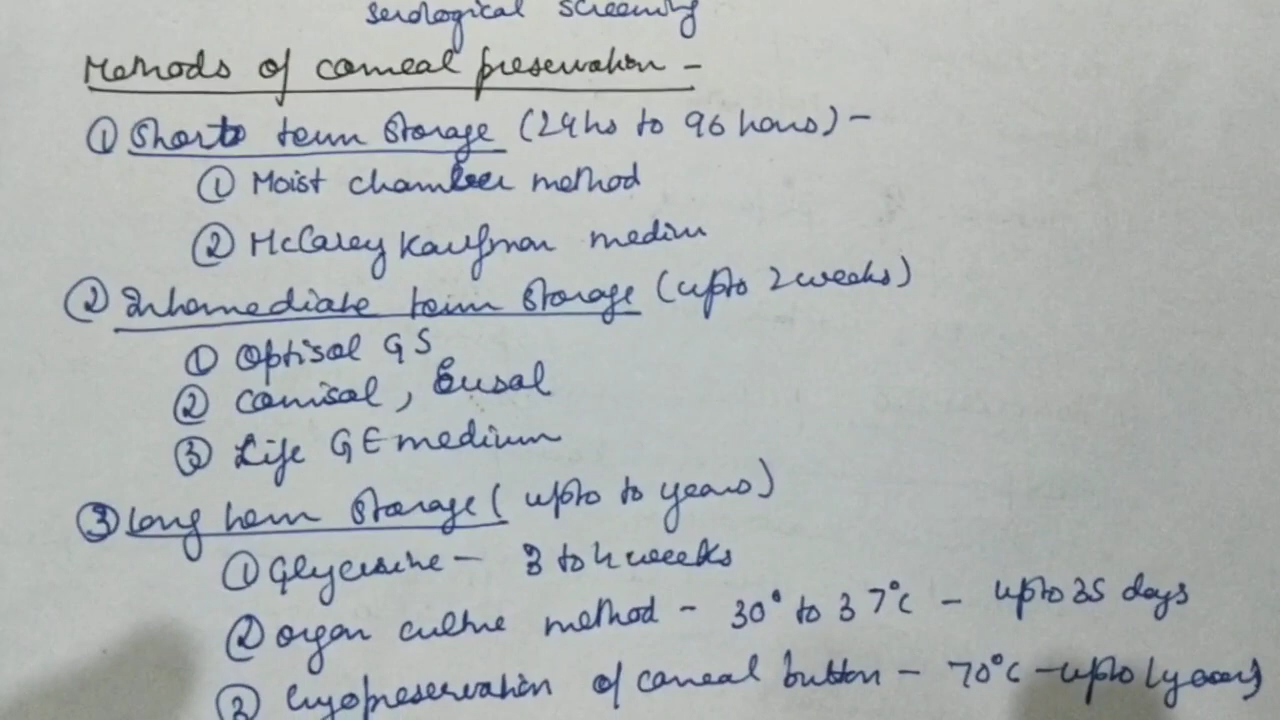 serological screening
Methods of corneal preservation -
① Short term storage (24hs to 96 hours) -
① Moist chamber method
② McCarey Kaufman medium
② Intermediate term storage (upto 2 weeks)
① Optisol GS
② Cornisol, Eusol
③ Life GE medium
③ long term storage ( upto to years)
① Glycerine - 3 to 4 weeks
② organ culture method - 30° to 37°C - upto 35 days
③ Cryopreservation of corneal button - 70°C - upto 1 years